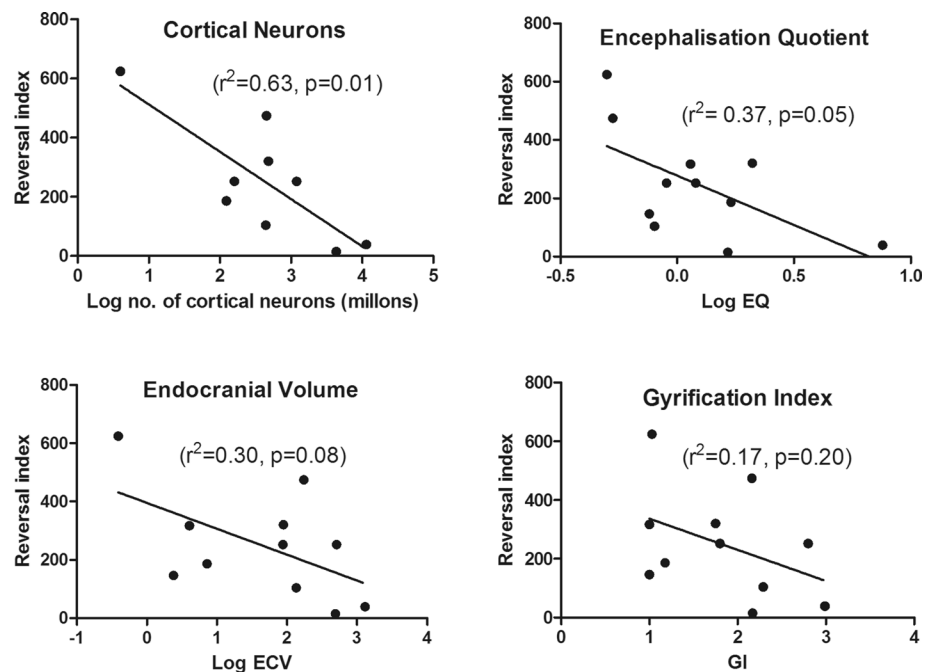 Cortical Neurons
(r²=0.63, p=0.01)
Reversal index
800
600
400
200
0
0 1 2 3 4 5
Log no. of cortical neurons (millons)
Encephalisation Quotient
(r²= 0.37, p=0.05)
Reversal index
800
600
400
200
0
-0.5 0.0 0.5 1.0
Log EQ
Endocranial Volume
(r²=0.30, p=0.08)
Reversal index
800
600
400
200
0
-1 0 1 2 3 4
Log ECV
Gyrification Index
(r²=0.17, p=0.20)
Reversal index
800
600
400
200
0
0 1 2 3 4
GI